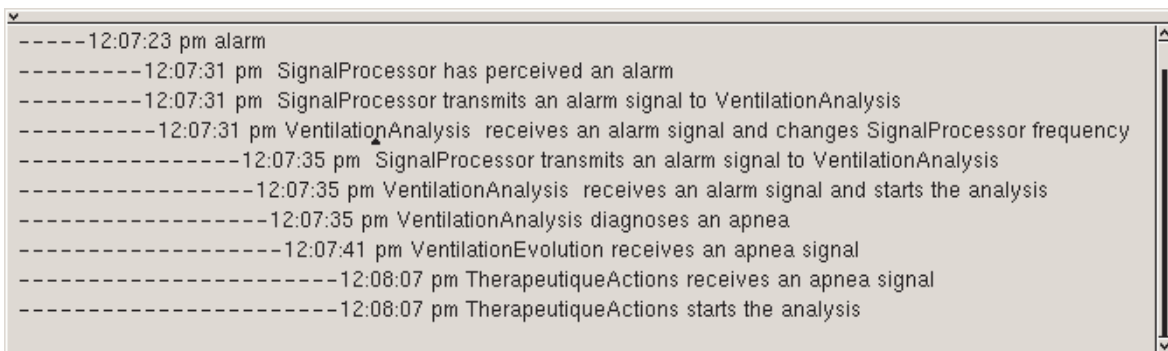 -----12:07:23 pm alarm
---------12:07:31 pm  SignalProcessor has perceived an alarm
---------12:07:31 pm  SignalProcessor transmits an alarm signal to VentilationAnalysis
----------12:07:31 pm VentilationAnalysis  receives an alarm signal and changes SignalProcessor frequency
----------------12:07:35 pm  SignalProcessor transmits an alarm signal to VentilationAnalysis
-----------------12:07:35 pm VentilationAnalysis  receives an alarm signal and starts the analysis
------------------12:07:35 pm VentilationAnalysis diagnoses an apnea
-------------------12:07:41 pm VentilationEvolution receives an apnea signal
-----------------------12:08:07 pm TherapeutiqueActions receives an apnea signal
-----------------------12:08:07 pm TherapeutiqueActions starts the analysis